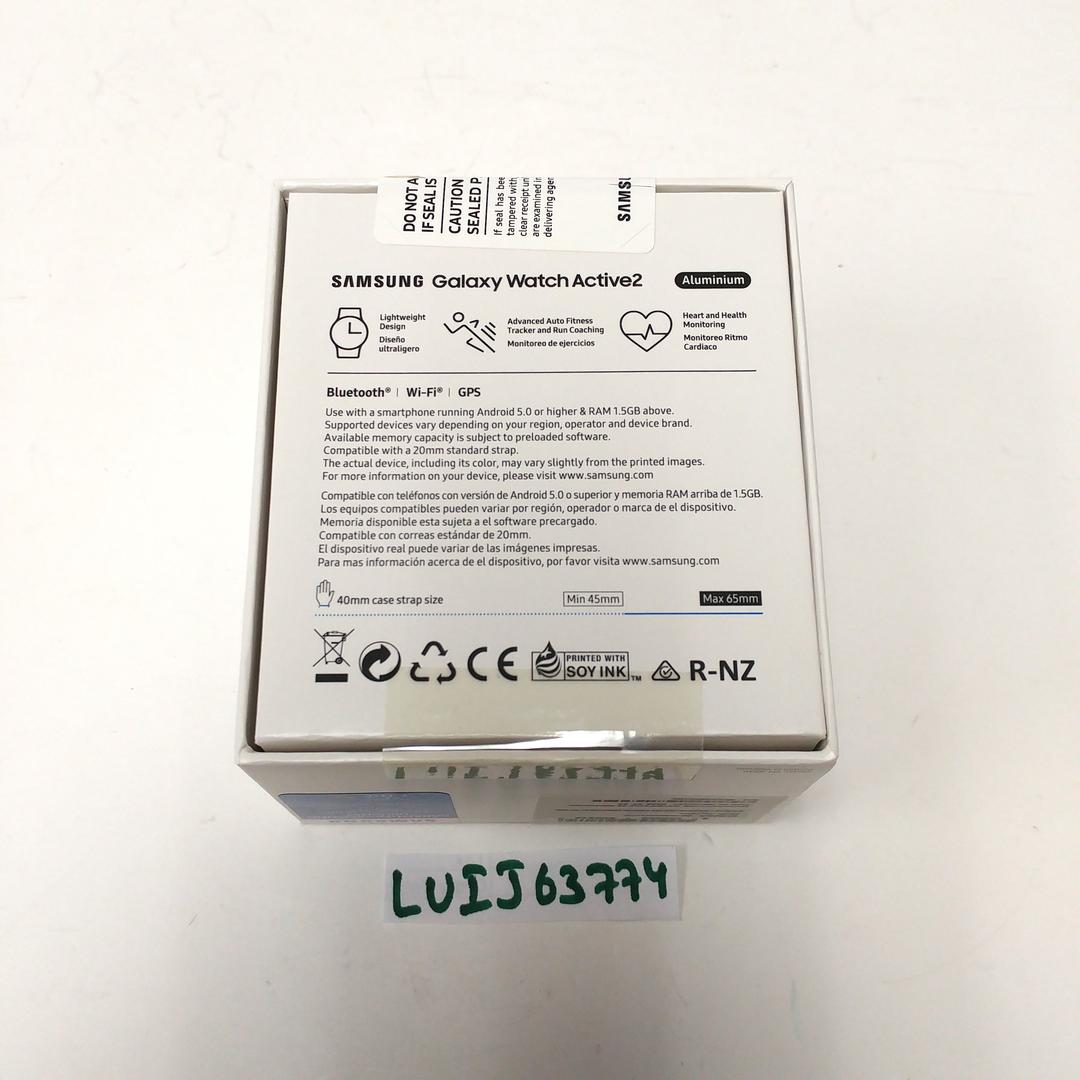 DO NOT A
IF SEAL IS
CAUTION
SEALED P
If seal has bee
tampered with
clear receipt un
are examined in
delivering agen
SAMSU
SAMSUNG Galaxy Watch Active2 Aluminium
Lightweight
Design
Diseño
ultraligero
Advanced Auto Fitness
Tracker and Run Coaching
Monitoreo de ejercicios
Heart and Health
Monitoring
Monitoreo Ritmo
Cardiaco
Bluetooth® | Wi-Fi® | GPS
Use with a smartphone running Android 5.0 or higher & RAM 1.5GB above.
Supported devices vary depending on your region, operator and device brand.
Available memory capacity is subject to preloaded software.
Compatible with a 20mm standard strap.
The actual device, including its color, may vary slightly from the printed images.
For more information on your device, please visit www.samsung.com
Compatible con teléfonos con versión de Android 5.0 o superior y memoria RAM arriba de 1.5GB.
Los equipos compatibles pueden variar por región, operador o marca de el dispositivo.
Memoria disponible esta sujeta a el software precargado.
Compatible con correas estándar de 20mm.
El dispositivo real puede variar de las imágenes impresas.
Para mas información acerca de el dispositivo, por favor visita www.samsung.com
40mm case strap size Min 45mm Max 65mm
CE PRINTED WITH
SOY INK™ R-NZ
LUIJ63774